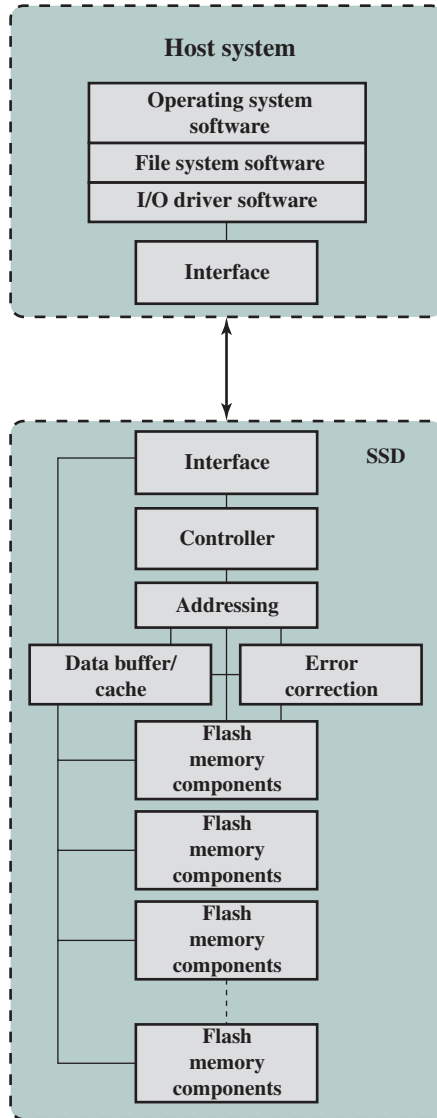 Host system
Operating system
software
File system software
I/O driver software
Interface
SSD
Interface
Controller
Addressing
Data buffer/
cache
Error
correction
Flash
memory
components
Flash
memory
components
Flash
memory
components
Flash
memory
components